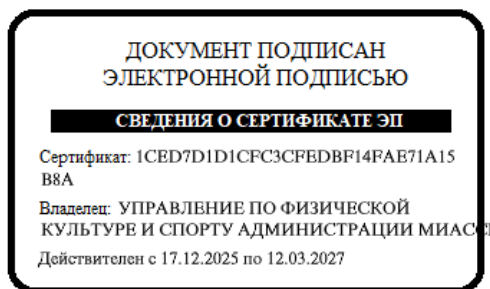 ДОКУМЕНТ ПОДПИСАН
ЭЛЕКТРОННОЙ ПОДПИСЬЮ
СВЕДЕНИЯ О СЕРТИФИКАТЕ ЭП
Сертификат: 1CED7D1D1CFC3CFEDBF14FAE71A15
B8A
Владелец: УПРАВЛЕНИЕ ПО ФИЗИЧЕСКОЙ
КУЛЬТУРЕ И СПОРТУ АДМИНИСТРАЦИИ
Действителен с 17.12.2025 по 12.03.2027